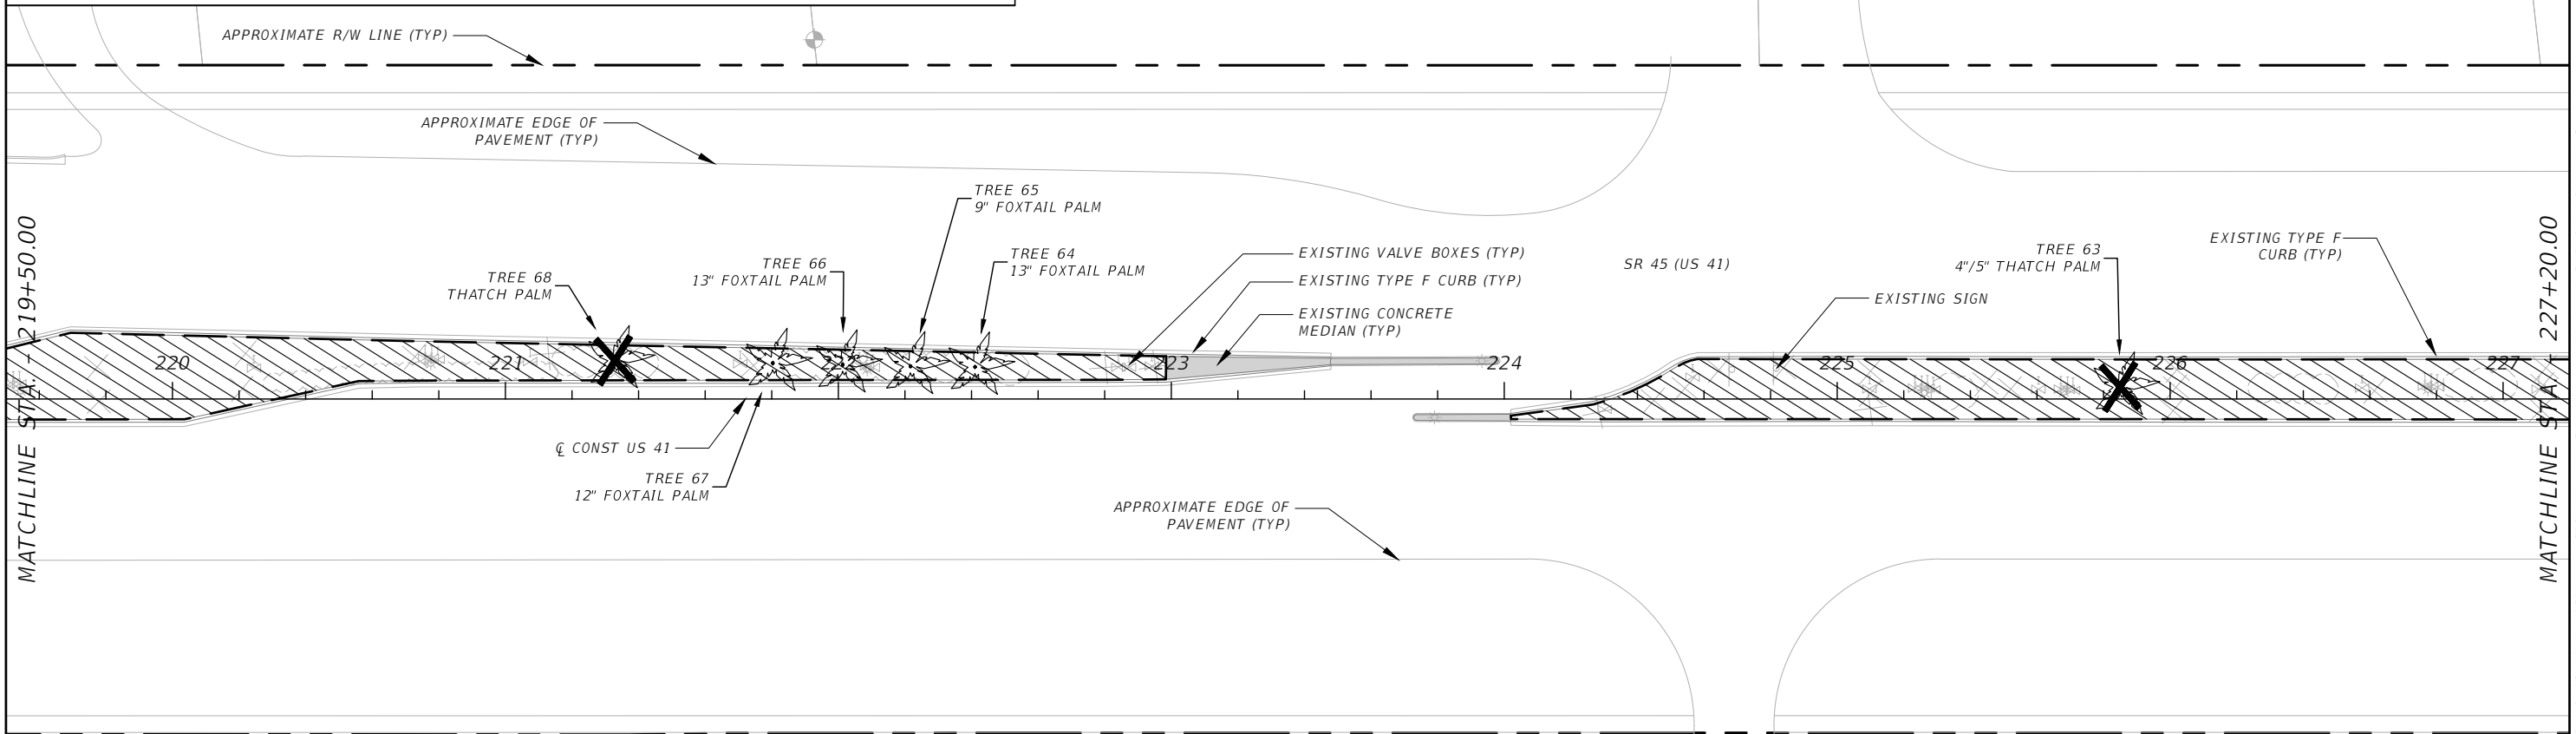 APPROXIMATE R/W LINE (TYP)
APPROXIMATE EDGE OF
PAVEMENT (TYP)
TREE 65
9" FOXTAIL PALM
TREE 64
13" FOXTAIL PALM
TREE 66
13" FOXTAIL PALM
TREE 68
THATCH PALM
EXISTING VALVE BOXES (TYP)
EXISTING TYPE F CURB (TYP)
EXISTING CONCRETE
MEDIAN (TYP)
SR 45 (US 41)
EXISTING SIGN
TREE 63
4"/5" THATCH PALM
EXISTING TYPE F
CURB (TYP)
MATCHLINE STA. - 219+50.00
220
221
223
224
225
226
227
MATCHLINE STA. - 227+20.00
℄ CONST US 41
TREE 67
12" FOXTAIL PALM
APPROXIMATE EDGE OF
PAVEMENT (TYP)